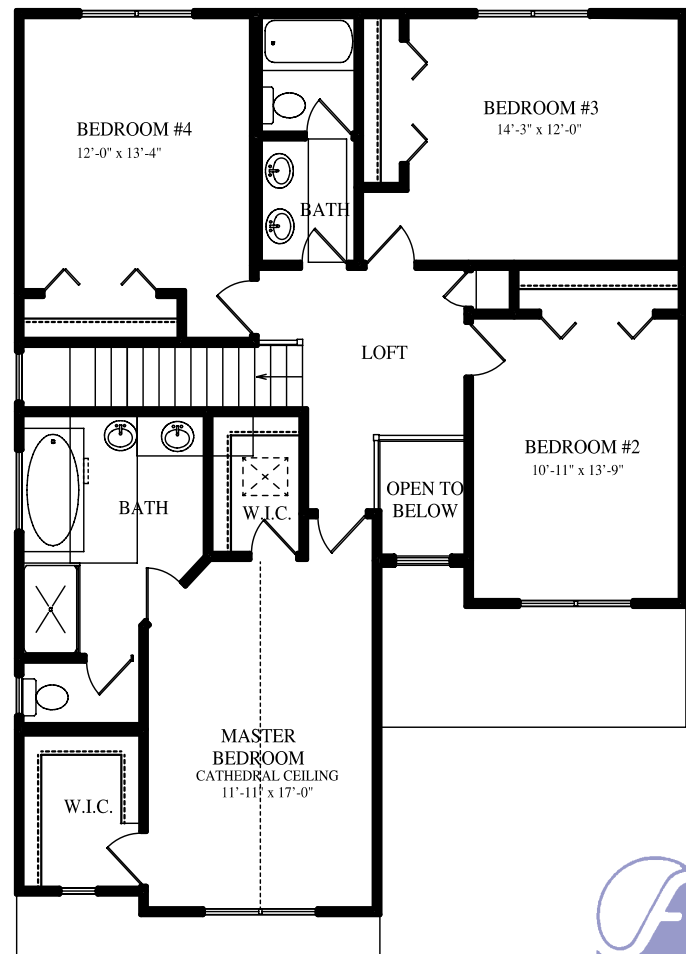 BEDROOM #4
12'-0" x 13'-4"
BEDROOM #3
14'-3" x 12'-0"
BATH
LOFT
BEDROOM #2
10'-11" x 13'-9"
OPEN TO
BELOW
BATH
W.I.C.
MASTER
BEDROOM
CATHEDRAL CEILING
11'-11" x 17'-0"
W.I.C.